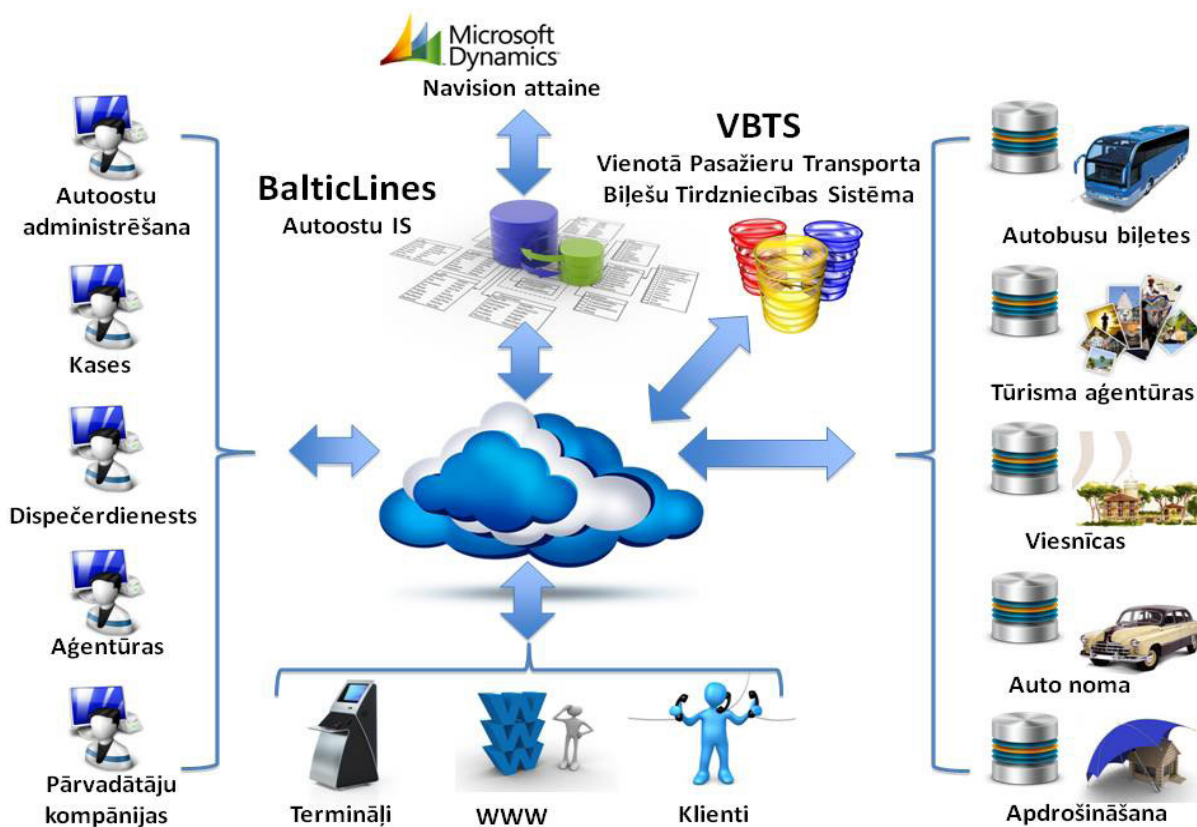 Microsoft
Dynamics
Navision attaine
BalticLines
Autoostu IS
VBTS
Vienotā Pasažieru Transporta
Biļešu Tirdzniecības Sistēma
Autoostu
administrēšana
Kases
Dispečerdienests
Aģentūras
Pārvadātāju
kompānijas
Autobusu biļetes
Tūrisma aģentūras
Viesnīcas
Auto noma
Apdrošināšana
Termināļi
WWW
WWW
Klienti